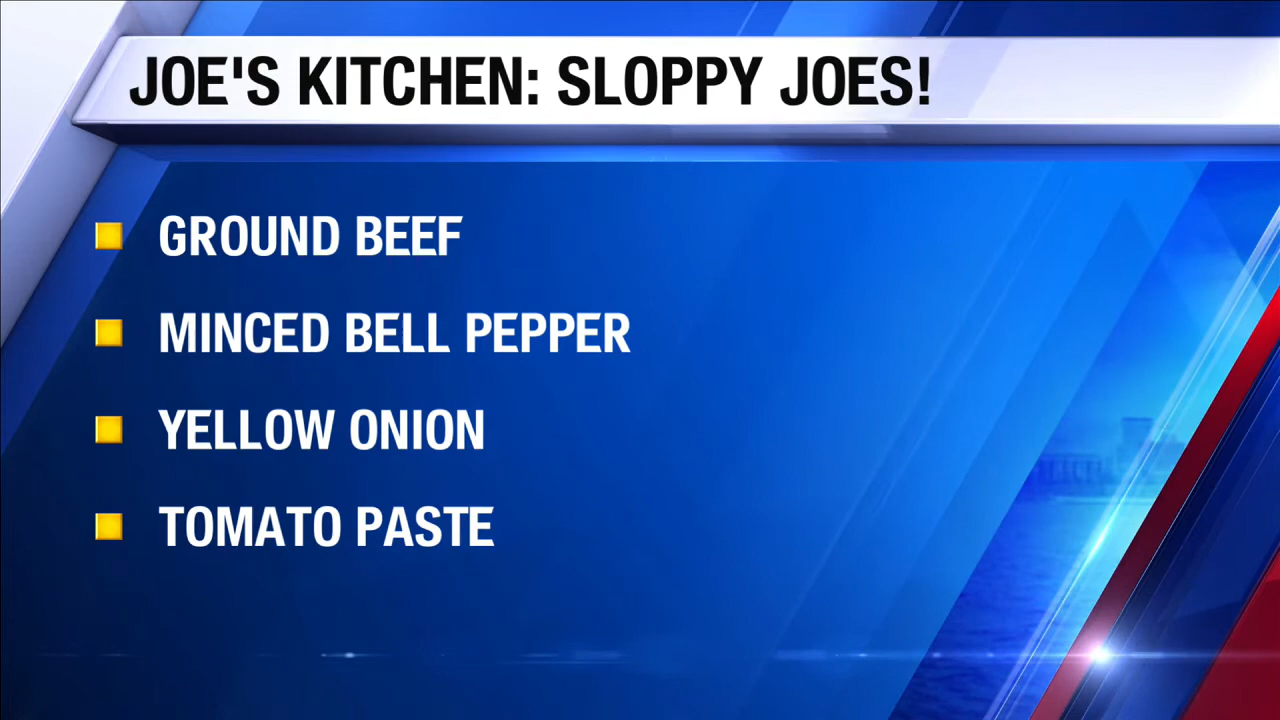 JOE'S KITCHEN: SLOPPY JOES!
GROUND BEEF
MINCED BELL PEPPER
YELLOW ONION
TOMATO PASTE